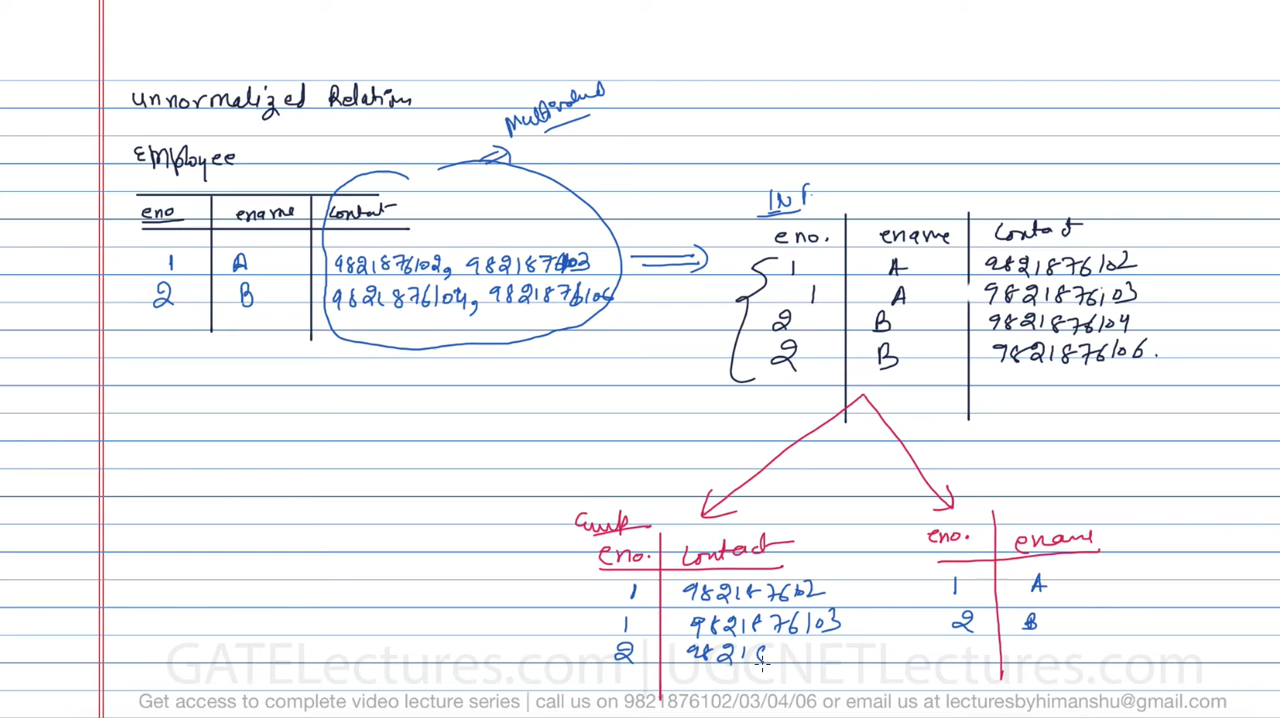 Unnormalized Relation
Multivalued
Employee
eno ename Contact
1 A 9821876102, 9821876103
2 B 9821876104, 9821876106
1NF
eno. ename Contact
1 A 9821876102
1 A 9821876103
2 B 9821876104
2 B 9821876106.
eno. Contact
1 9821876102
1 9821876103
2 9821
eno. ename
1 A
2 B
GATELectures.com | UGCNETLectures.com
Get access to complete video lecture series | call us on 9821876102/03/04/06 or email us at lecturesbyhimanshu@gmail.com